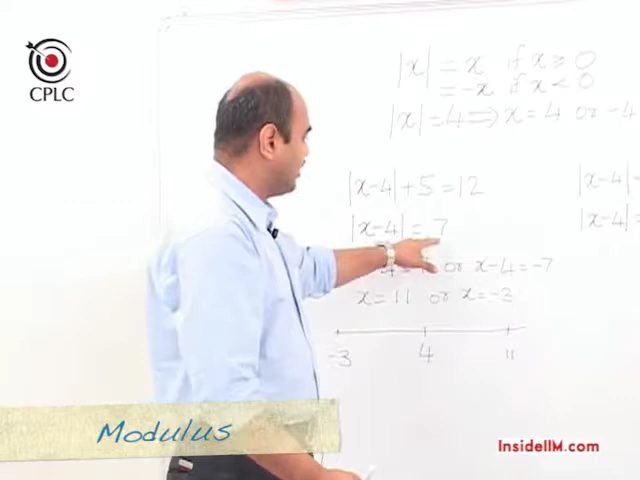 CPLC
|x| = x if x ≥ 0
= -x if x < 0
|x| = 4 ⟹ x = 4 or -4
|x-4| + 5 = 12
|x-4| = 7
or x-4 = -7
x = 11 or x = -3
-3 4 11
|x-4|
|x-4| =
Modulus
InsideIIM.com